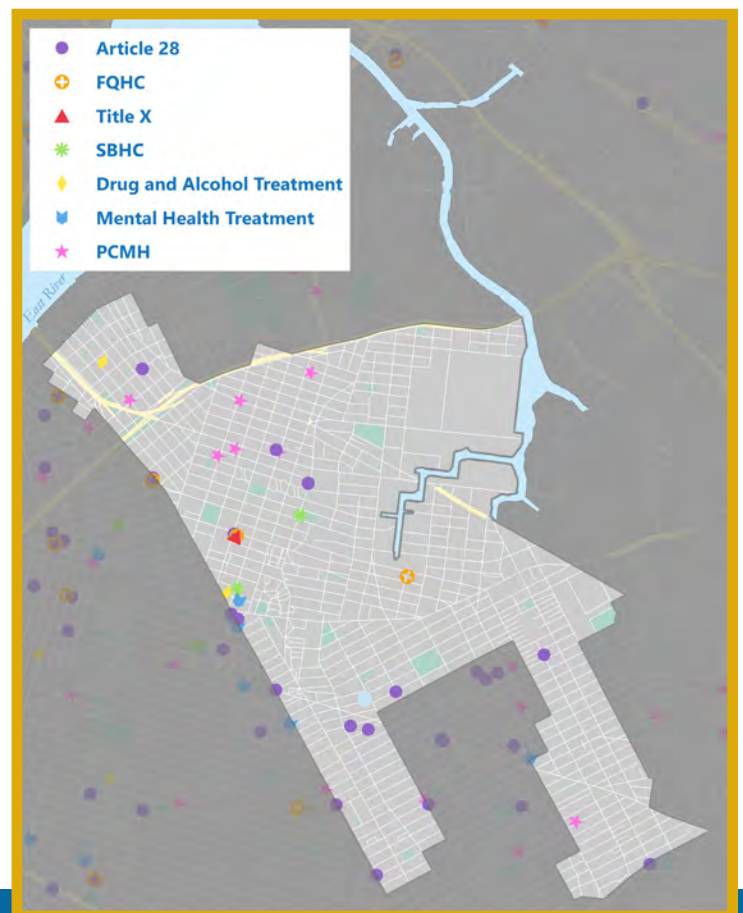 Article 28
FQHC
Title X
SBHC
Drug and Alcohol Treatment
Mental Health Treatment
PCMH
East River